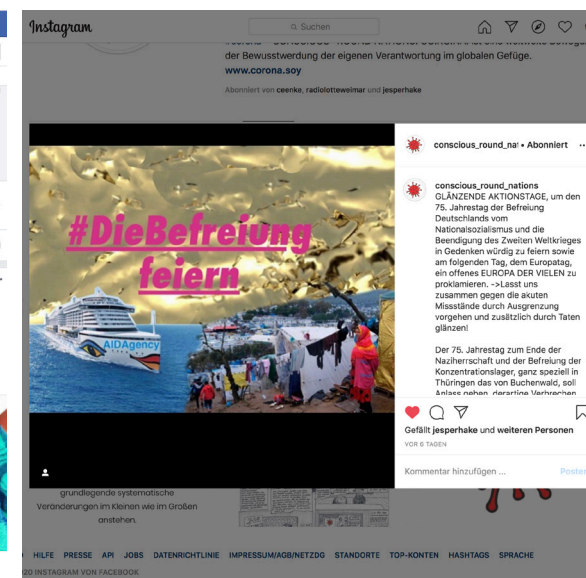 Instagram
Suchen
der Bewusstwerdung der eigenen Verantwortung im globalen Gefüge.
www.corona.soy
Abonniert von ceenke, radiolotteweimar und jesperhake
#DieBefreiung
feiern
AIDAgency
conscious_round_nat • Abonniert ...
conscious_round_nations
GLÄNZENDE AKTIONSTAGE, um den
75. Jahrestag der Befreiung
Deutschlands vom
Nationalsozialismus und die
Beendigung des Zweiten Weltkrieges
in Gedenken würdig zu feiern sowie
am folgenden Tag, dem Europatag,
ein offenes EUROPA DER VIELEN zu
proklamieren. ->Lasst uns
zusammen gegen die akuten
Missstände durch Ausgrenzung
vorgehen und zusätzlich durch Taten
glänzen!
Der 75. Jahrestag zum Ende der
Naziherrschaft und der Befreiung der
Konzentrationslager, ganz speziell in
Thüringen das von Buchenwald, soll
Anlass geben, derartige Verbrechen
Gefällt jesperhake und weiteren Personen
VOR 6 TAGEN
Kommentar hinzufügen ...
Posten
grundlegende systematische
Veränderungen im Kleinen wie im Großen
anstehen.
HILFE PRESSE API JOBS DATENRICHTLINIE IMPRESSUM/AGB/NETZDG STANDORTE TOP-KONTEN HASHTAGS SPRACHE
20 INSTAGRAM VON FACEBOOK